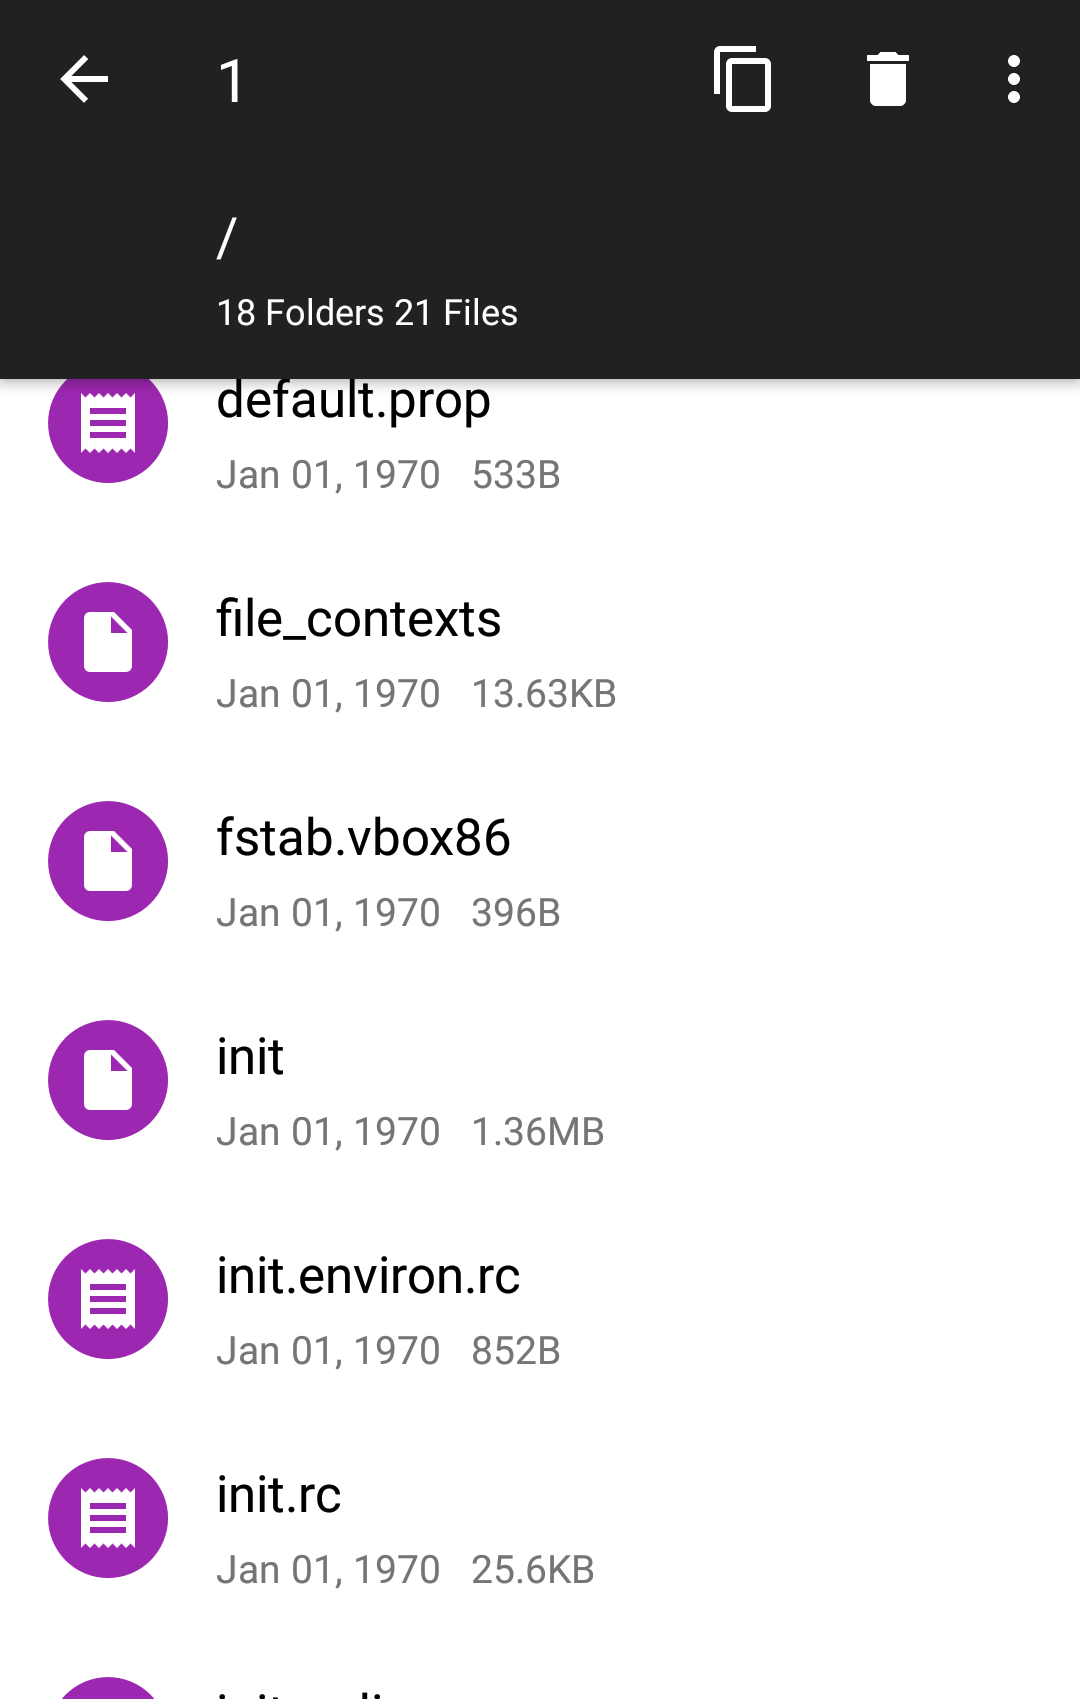 1
/
18 Folders 21 Files
default.prop
Jan 01, 1970 533B
file_contexts
Jan 01, 1970 13.63KB
fstab.vbox86
Jan 01, 1970 396B
init
Jan 01, 1970 1.36MB
init.environ.rc
Jan 01, 1970 852B
init.rc
Jan 01, 1970 25.6KB